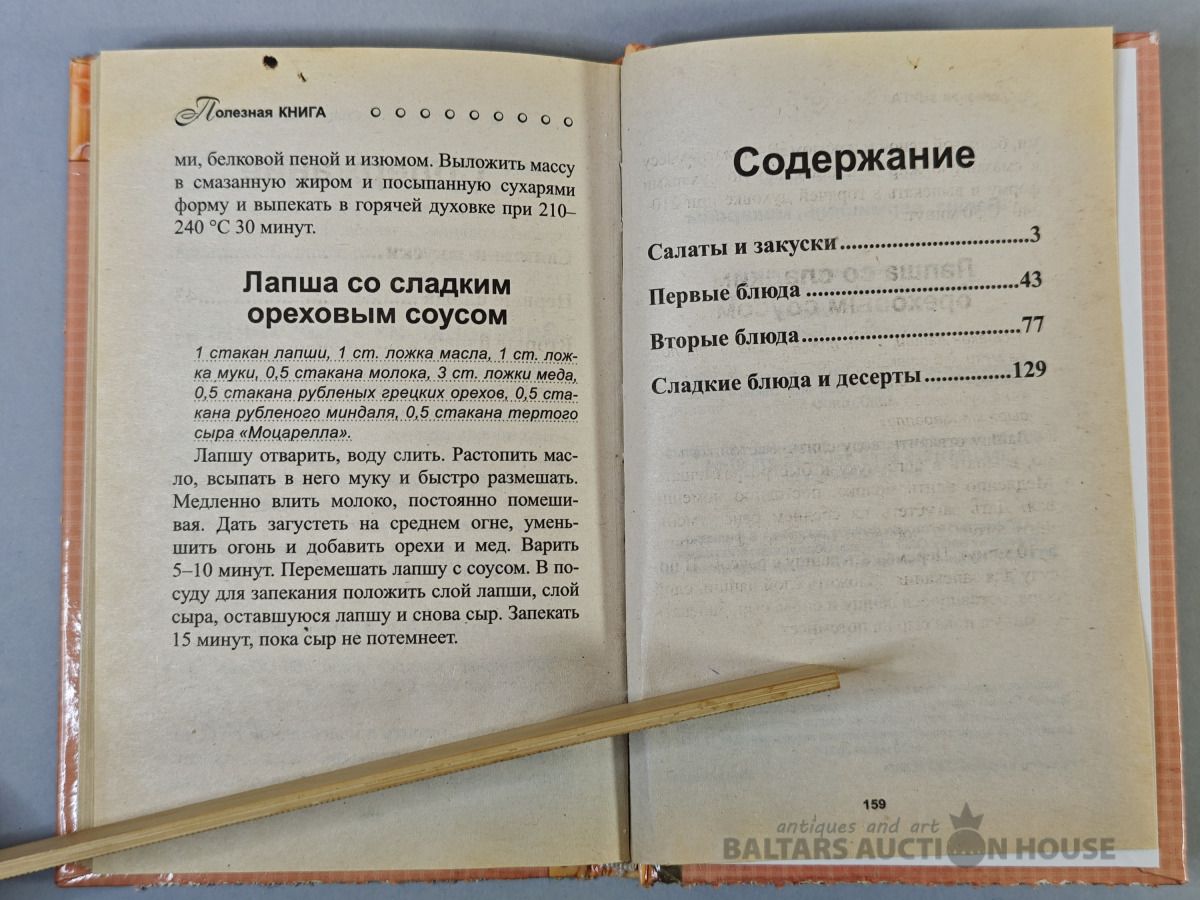 Полезная КНИГА
ми, белковой пеной и изюмом. Выложить массу
в смазанную жиром и посыпанную сухарями
форму и выпекать в горячей духовке при 210–
240 °C 30 минут.
Лапша со сладким
ореховым соусом
1 стакан лапши, 1 ст. ложка масла, 1 ст. лож-
ка муки, 0,5 стакана молока, 3 ст. ложки меда,
0,5 стакана рубленых грецких орехов, 0,5 ста-
кана рубленого миндаля, 0,5 стакана тертого
сыра «Моцарелла».
Лапшу отварить, воду слить. Растопить мас-
ло, всыпать в него муку и быстро размешать.
Медленно влить молоко, постоянно помеши-
вая. Дать загустеть на среднем огне, умень-
шить огонь и добавить орехи и мед. Варить
5–10 минут. Перемешать лапшу с соусом. В по-
суду для запекания положить слой лапши, слой
сыра, оставшуюся лапшу и снова сыр. Запекать
15 минут, пока сыр не потемнеет.
Содержание
Салаты и закуски.................................3
Первые блюда ....................................43
Вторые блюда.....................................77
Сладкие блюда и десерты...............129
159
antiques and art
BALTARS AUCTION HOUSE